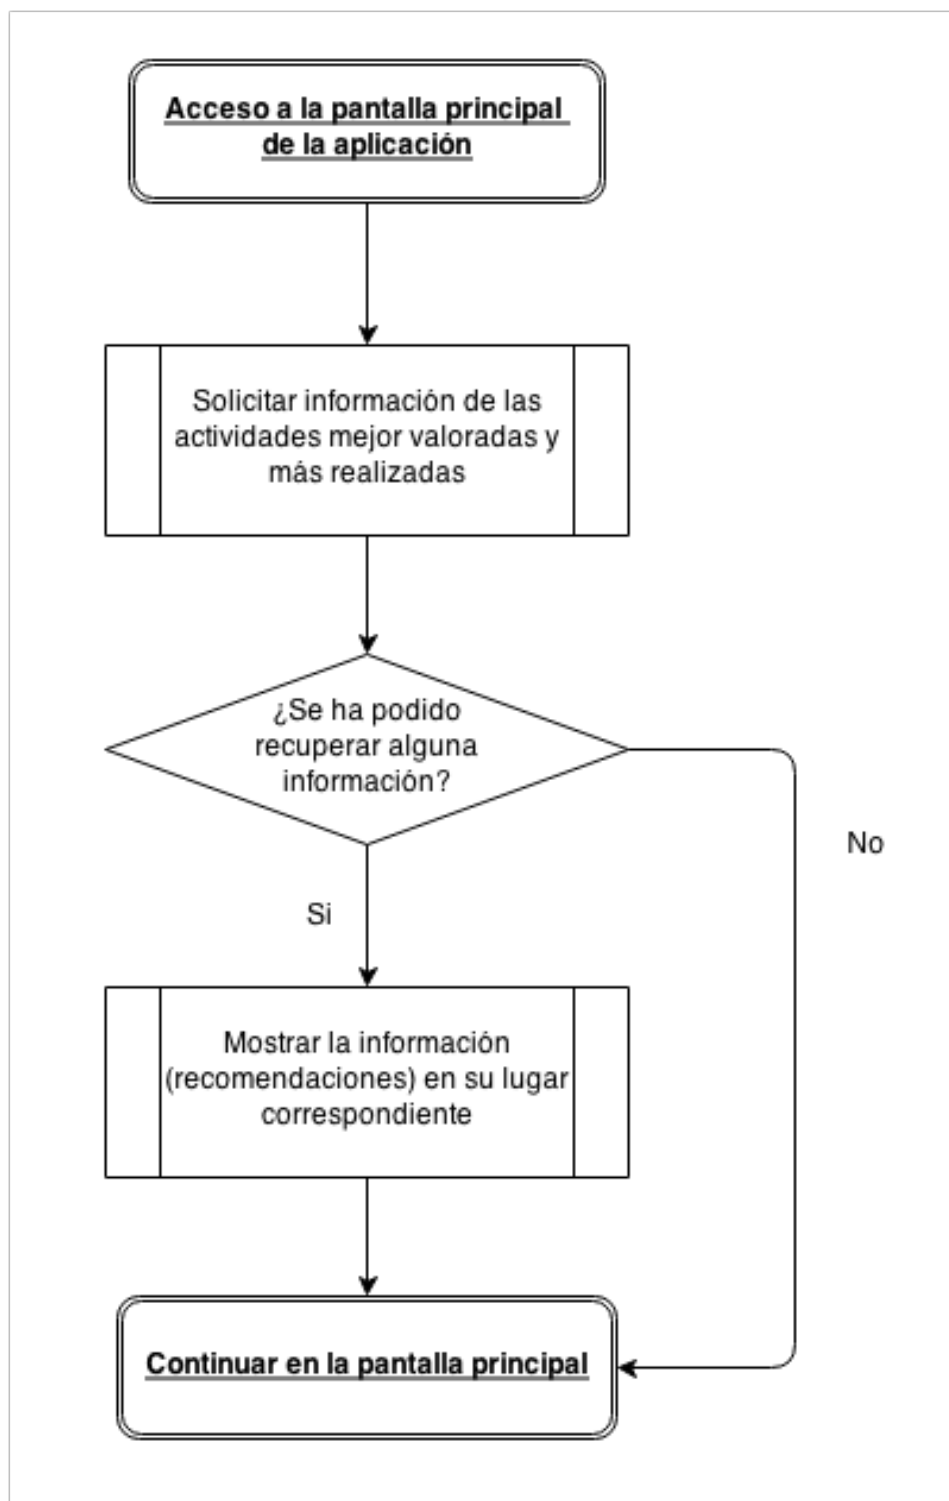 Acceso a la pantalla principal
de la aplicación
Solicitar información de las
actividades mejor valoradas y
más realizadas
¿Se ha podido
recuperar alguna
información?
No
Si
Mostrar la información
(recomendaciones) en su lugar
correspondiente
Continuar en la pantalla principal